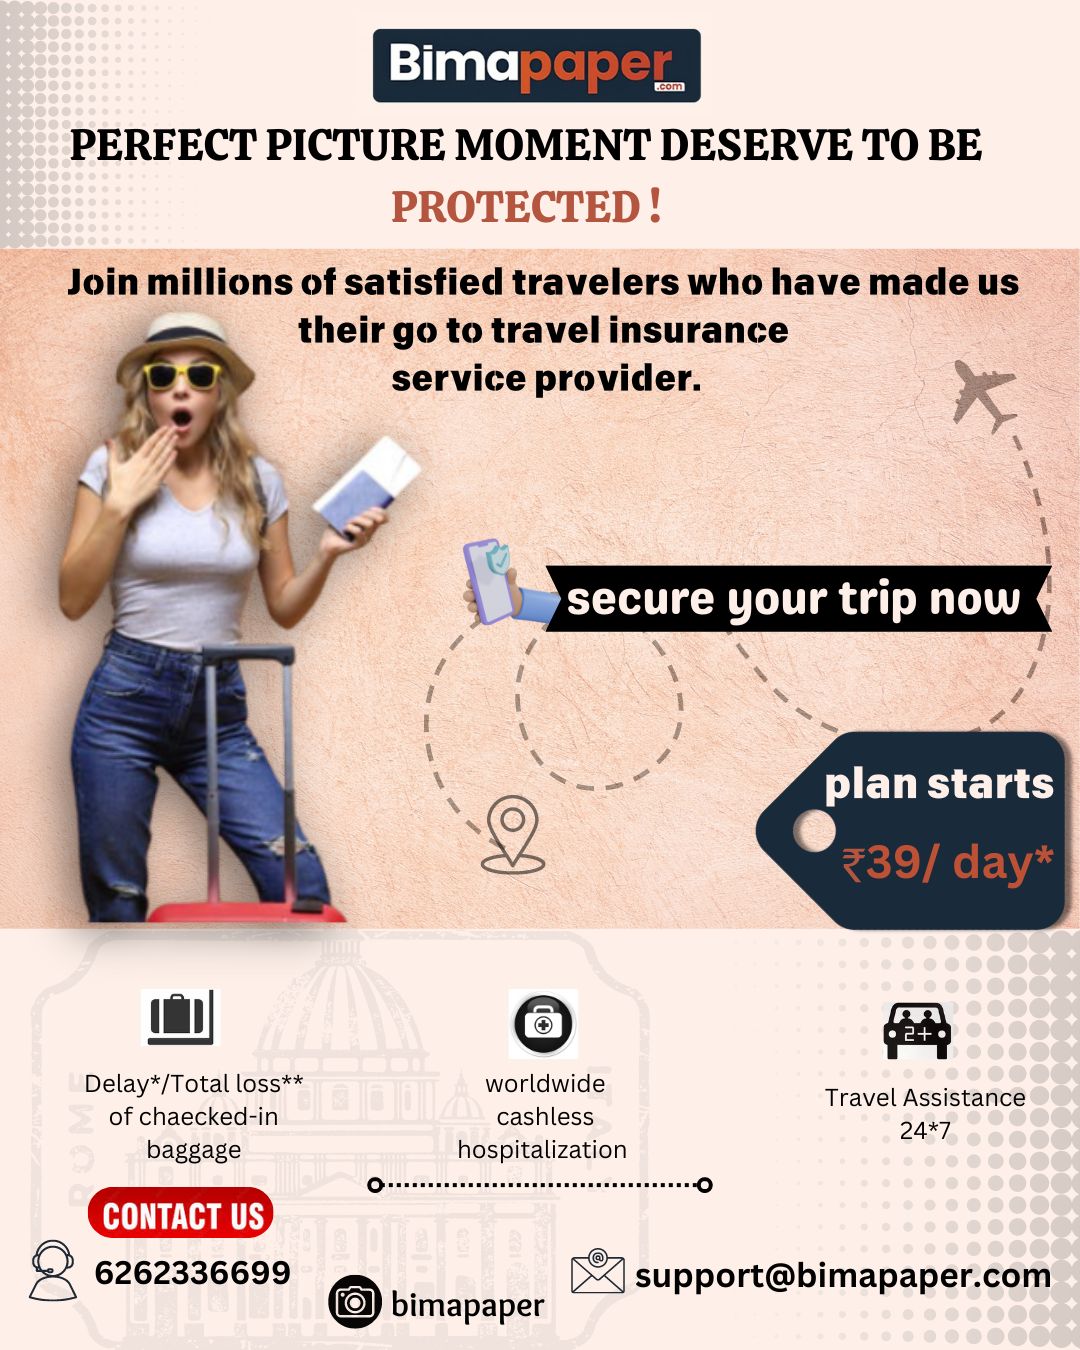 Bimapaper
.com
PERFECT PICTURE MOMENT DESERVE TO BE
PROTECTED !
Join millions of satisfied travelers who have made us
their go to travel insurance
service provider.
secure your trip now
plan starts
₹39/ day*
2+
Delay*/Total loss**
of chaecked-in
baggage
worldwide
cashless
hospitalization
Travel Assistance
24*7
ROME
CONTACT US
6262336699
@
support@bimapaper.com
bimapaper